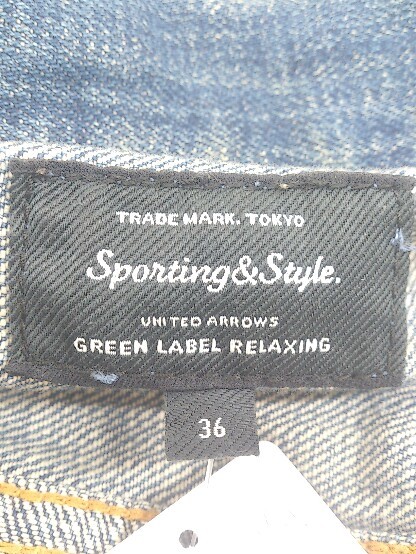 TRADE MARK. TOKYO
Sporting&Style.
UNITED ARROWS
GREEN LABEL RELAXING
36